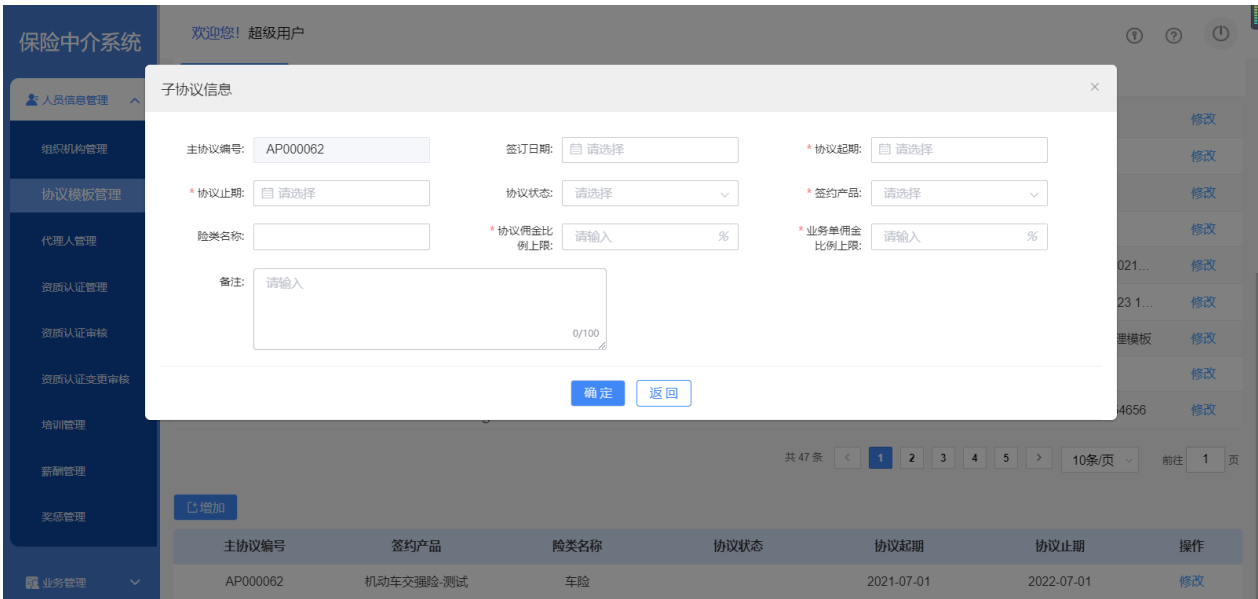 保险中介系统
欢迎您！超级用户
人员信息管理
组织机构管理
协议模板管理
代理人管理
资质认证管理
资质认证审核
资质认证变更审核
培训管理
薪酬管理
奖惩管理
业务管理
子协议信息
主协议编号: AP000062 签订日期: 请选择 * 协议起期: 请选择
* 协议止期: 请选择 协议状态: 请选择 * 签约产品: 请选择
险类名称: * 协议佣金比例上限: 请输入 % * 业务单佣金比例上限: 请输入 %
备注: 请输入
0/100
确定 返回
修改
修改
修改
修改
021... 修改
23 1... 修改
理模板 修改
修改
4656 修改
共 47 条 < 1 2 3 4 5 > 10条/页 前往 1 页
增加
主协议编号 签约产品 险类名称 协议状态 协议起期 协议止期 操作
AP000062 机动车交强险-测试 车险 2021-07-01 2022-07-01 修改